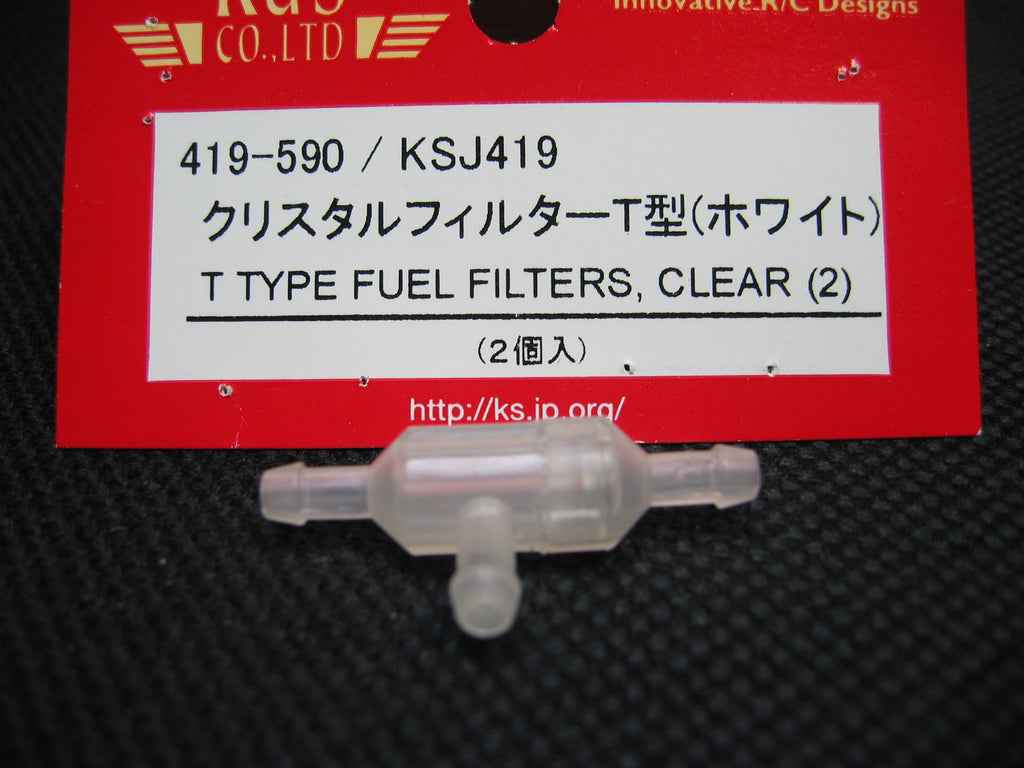 K&S
CO.,LTD
Innovative R/C Designs
419-590 / KSJ419
クリスタルフィルターT型(ホワイト)
T TYPE FUEL FILTERS, CLEAR (2)
(2個入)
http://ks.jp.org/